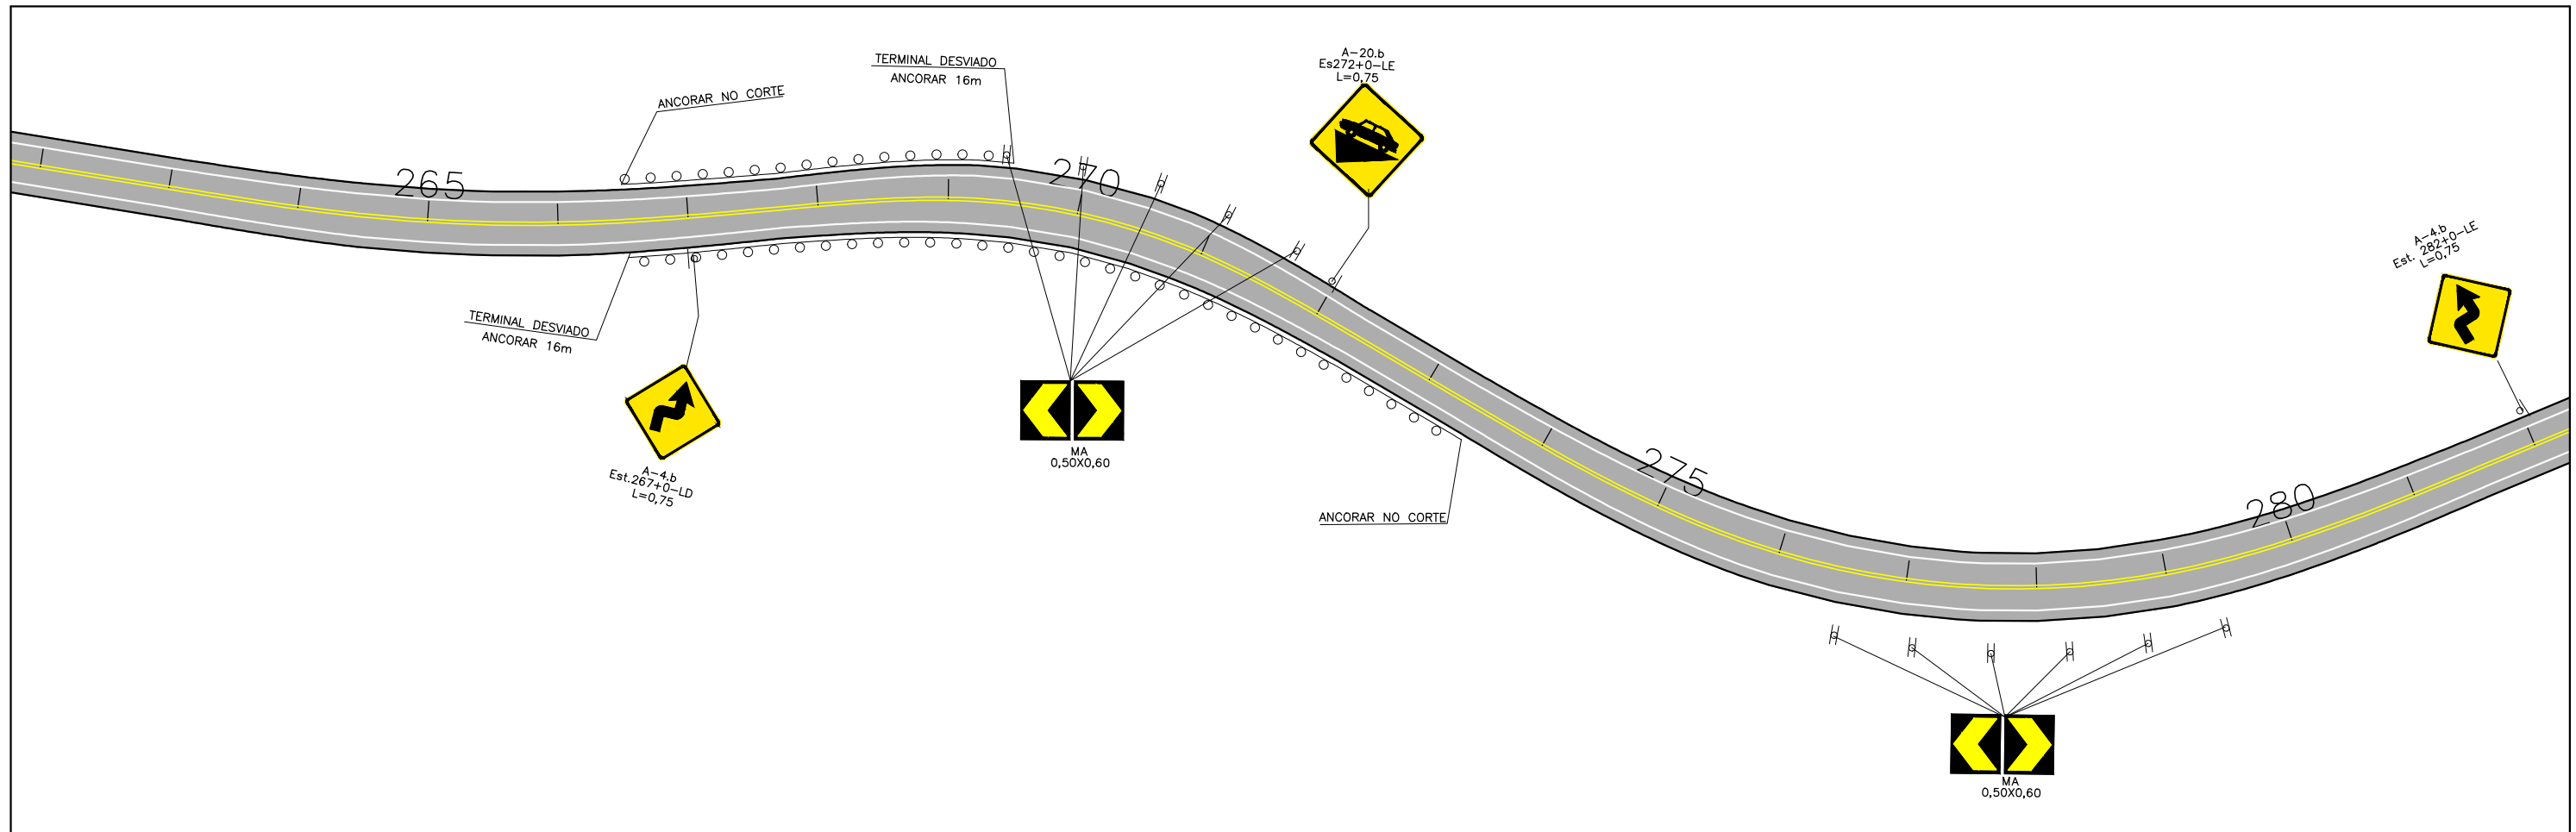 A-20.b
Es272+0-LE
L=0,75
TERMINAL DESVIADO
ANCORAR 16m
ANCORAR NO CORTE
265
270
A-4.b
Est. 282+0-LE
L=0,75
TERMINAL DESVIADO
ANCORAR 16m
MA
0,50X0,60
A-4.b
Est.267+0-LD
L=0,75
275
280
ANCORAR NO CORTE
MA
0,50X0,60